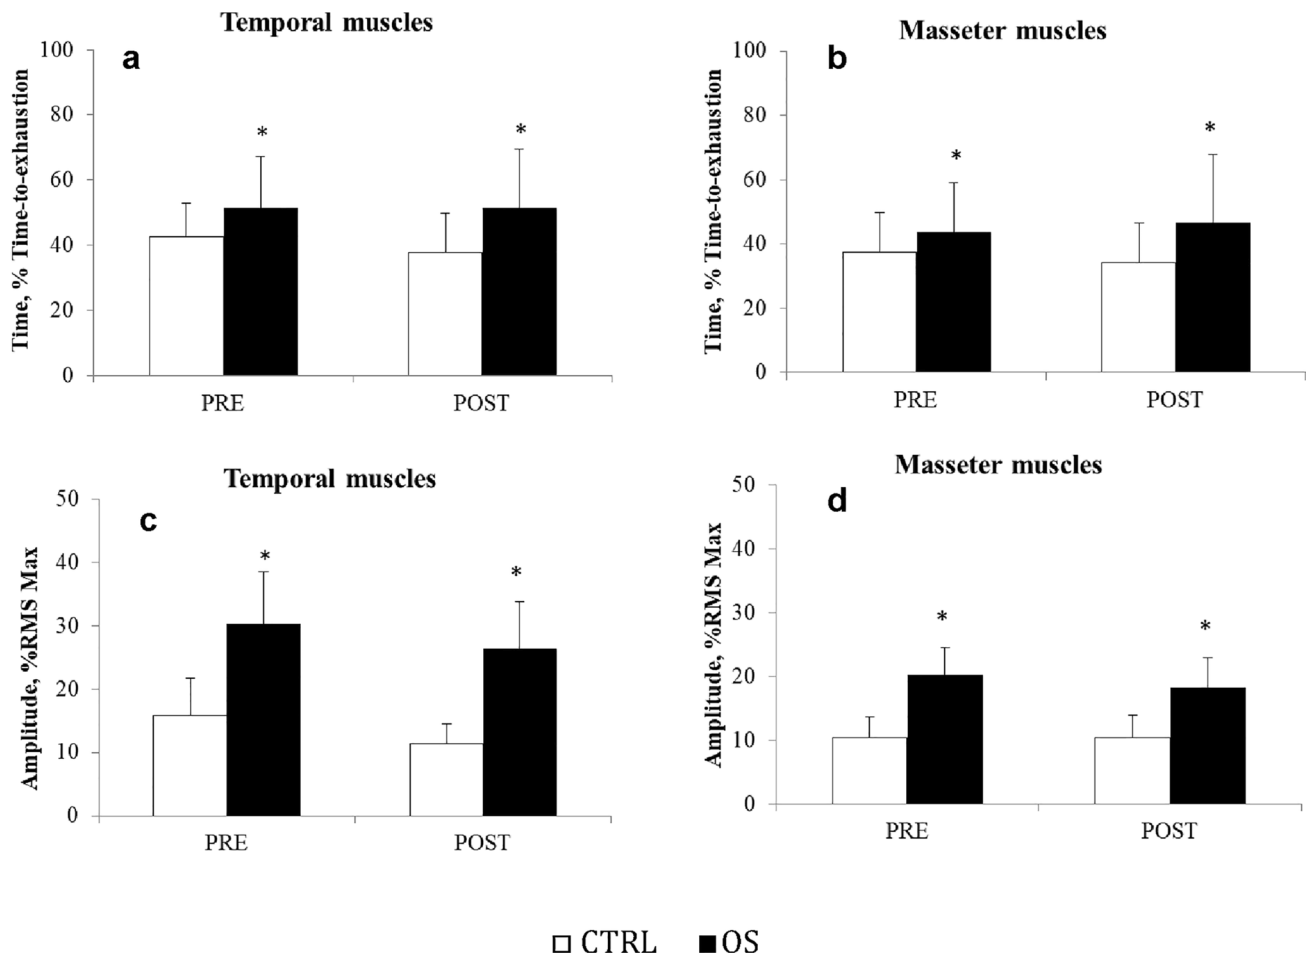 Temporal muscles
a
Time, % Time-to-exhaustion
100
80
60
40
20
0
*
*
PRE
POST
Masseter muscles
b
Time, % Time-to-exhaustion
100
80
60
40
20
0
*
*
PRE
POST
Temporal muscles
c
Amplitude, %RMS Max
50
40
30
20
10
0
*
*
PRE
POST
Masseter muscles
d
Amplitude, %RMS Max
50
40
30
20
10
0
*
*
PRE
POST
CTRL
OS